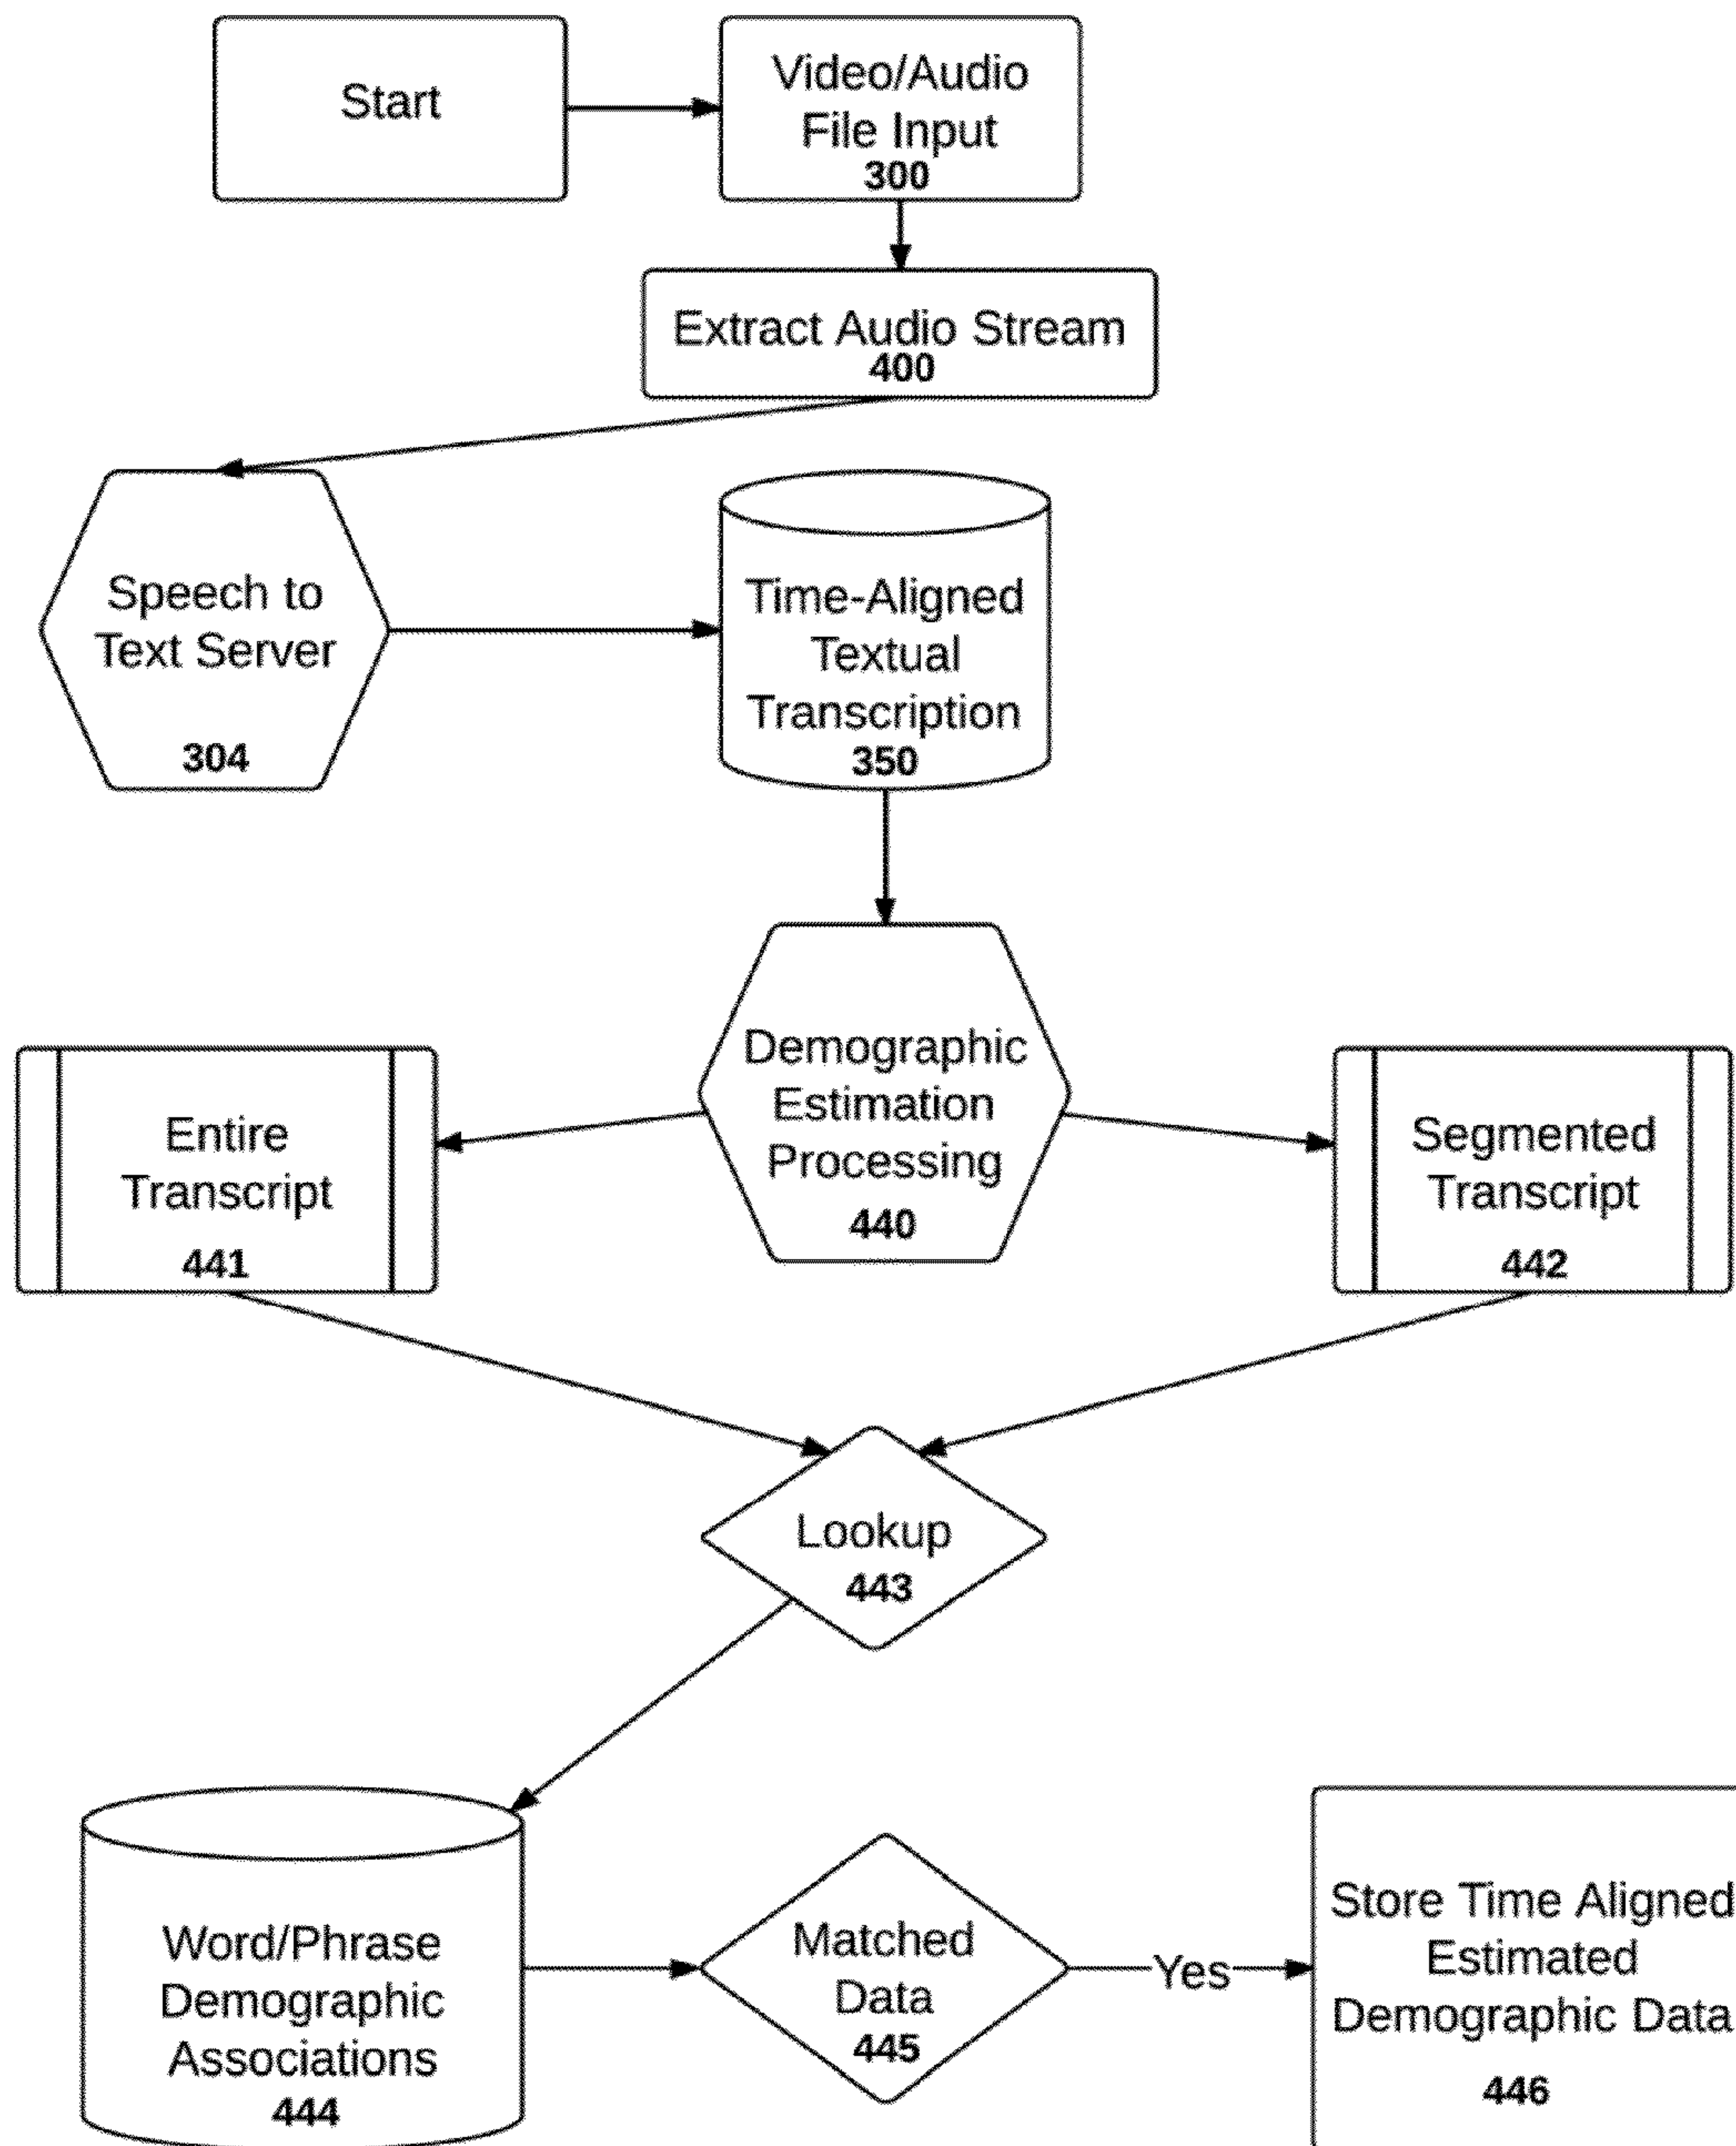 Start
Video/Audio
File Input
300
Extract Audio Stream
400
Speech to
Text Server
304
Time-Aligned
Textual
Transcription
350
Demographic
Estimation
Processing
440
Entire
Transcript
441
Segmented
Transcript
442
Lookup
443
Word/Phrase
Demographic
Associations
444
Matched
Data
445
Yes
Store Time Aligned
Estimated
Demographic Data
446